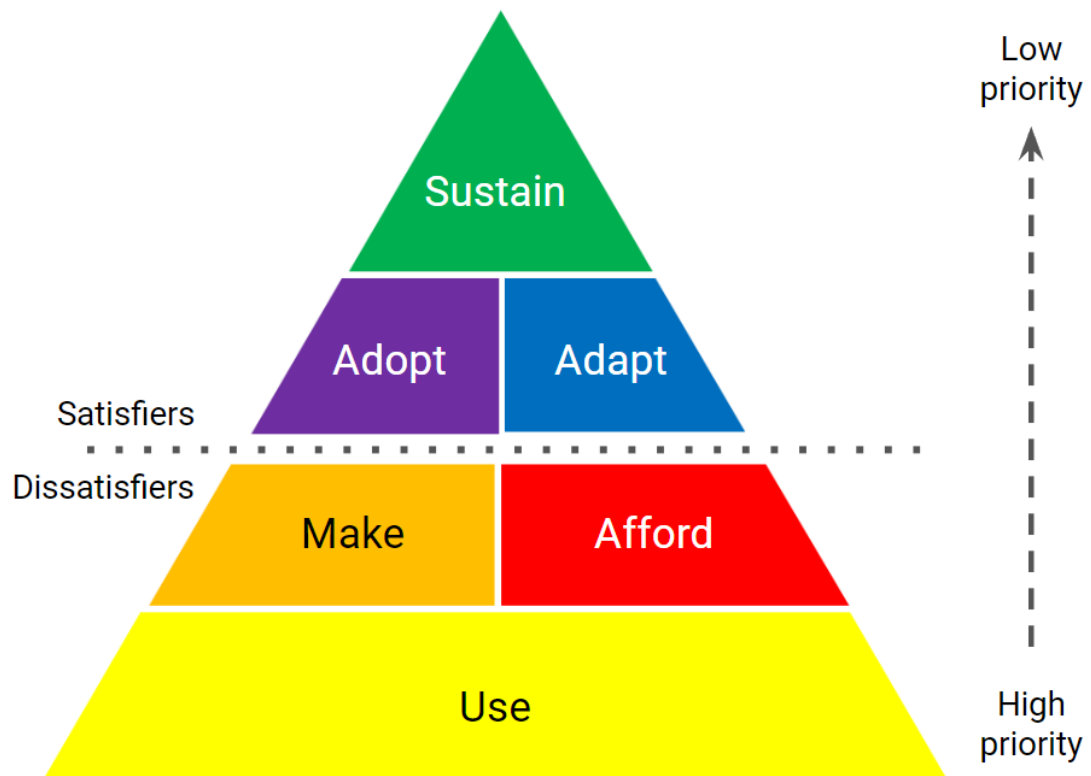 Low
priority
Sustain
Adopt
Adapt
Satisfiers
Dissatisfiers
Make
Afford
Use
High
priority